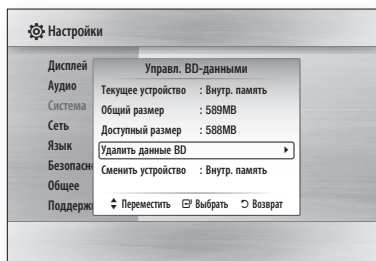 Настройки
Дисплей
Аудио
Система
Сеть
Язык
Безопасн
Общее
Поддерж
Управл. BD-данными
Текущее устройство : Внутр. память
Общий размер : 589MB
Доступный размер : 588MB
Удалить данные BD
Сменить устройство : Внутр. память
Переместить Выбрать Возврат